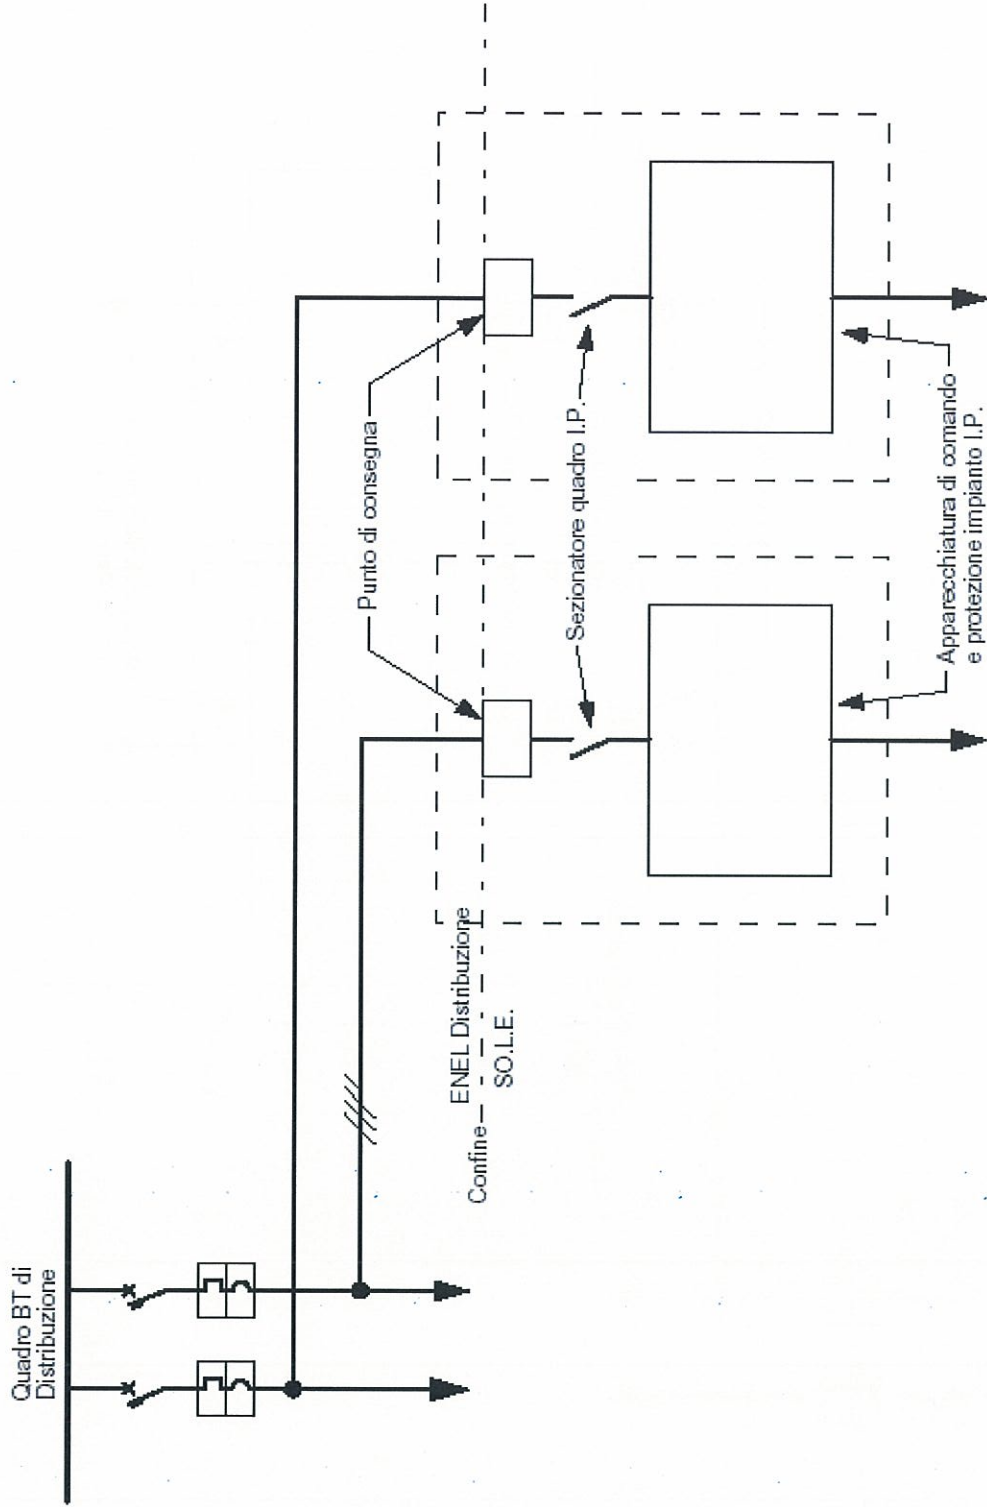 Quadro BT di
Distribuzione
Punto di consegna
Sezionatore quadro I.P.
Apparecchiatura di comando
e protezione impianto I.P.
ENEL Distribuzione
Confine
SO.L.E.